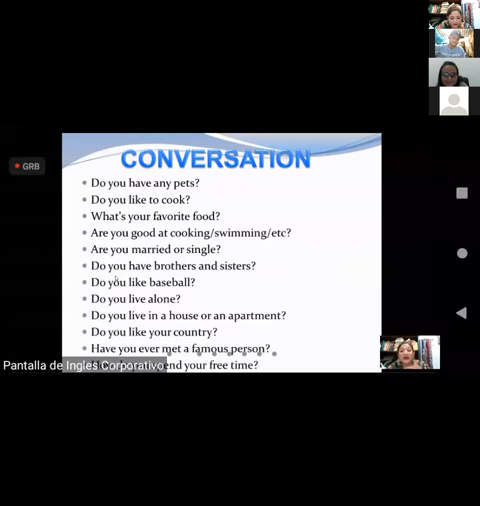 CONVERSATION
GRB
Do you have any pets?
Do you like to cook?
What's your favorite food?
Are you good at cooking/swimming/etc?
Are you married or single?
Do you have brothers and sisters?
Do you like baseball?
Do you live alone?
Do you live in a house or an apartment?
Do you like your country?
Have you ever met a famous person?
Pantalla de Ingles Corporativo
end your free time?